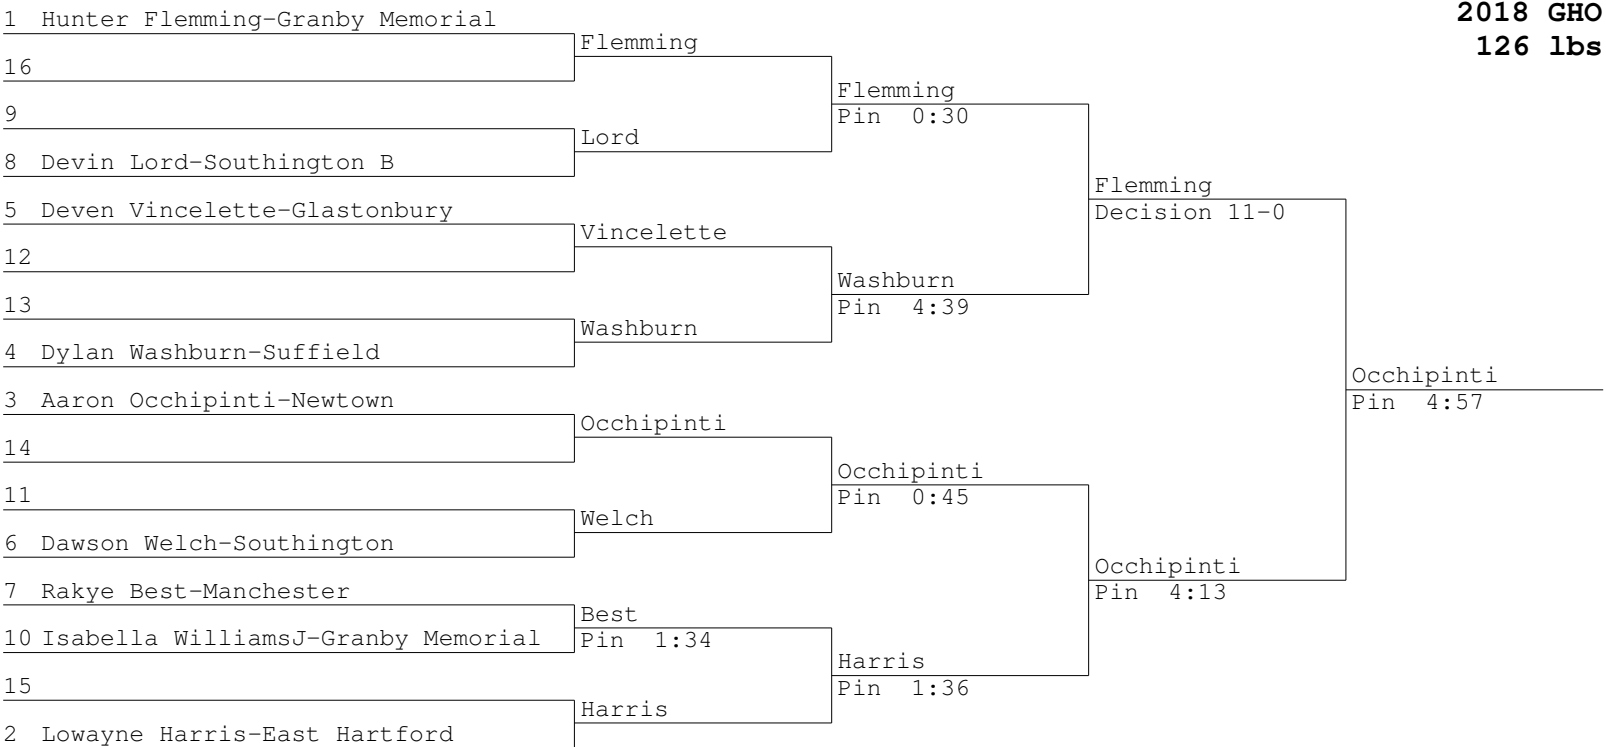 2018 GHO
126 lbs
1 Hunter Flemming-Granby Memorial
16
9
8 Devin Lord-Southington B
5 Deven Vincelette-Glastonbury
12
13
4 Dylan Washburn-Suffield
3 Aaron Occhipinti-Newtown
14
11
6 Dawson Welch-Southington
7 Rakye Best-Manchester
10 Isabella WilliamsJ-Granby Memorial
15
2 Lowayne Harris-East Hartford
Flemming
Lord
Vincelette
Washburn
Occhipinti
Welch
Best
Pin 1:34
Harris
Flemming
Pin 0:30
Washburn
Pin 4:39
Occhipinti
Pin 0:45
Harris
Pin 1:36
Flemming
Decision 11-0
Occhipinti
Pin 4:13
Occhipinti
Pin 4:57